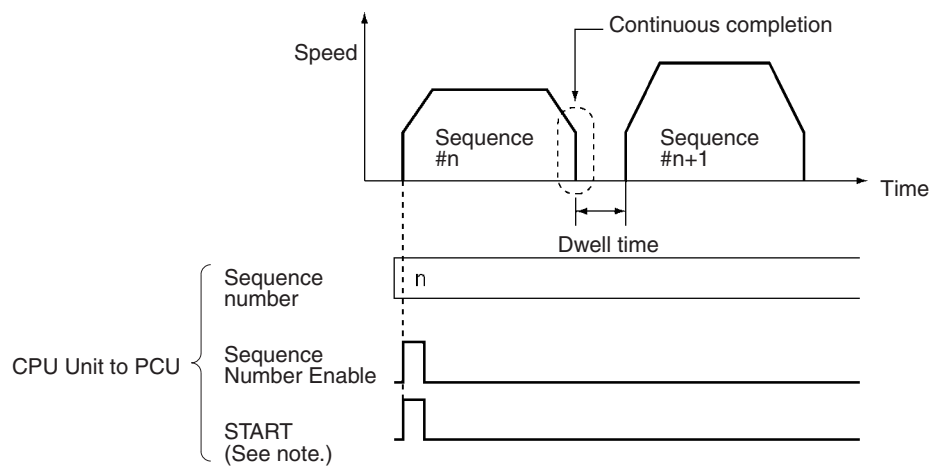 Continuous completion
Speed
Sequence
#n
Sequence
#n+1
Time
Dwell time
Sequence
number
n
CPU Unit to PCU
Sequence
Number Enable
START
(See note.)